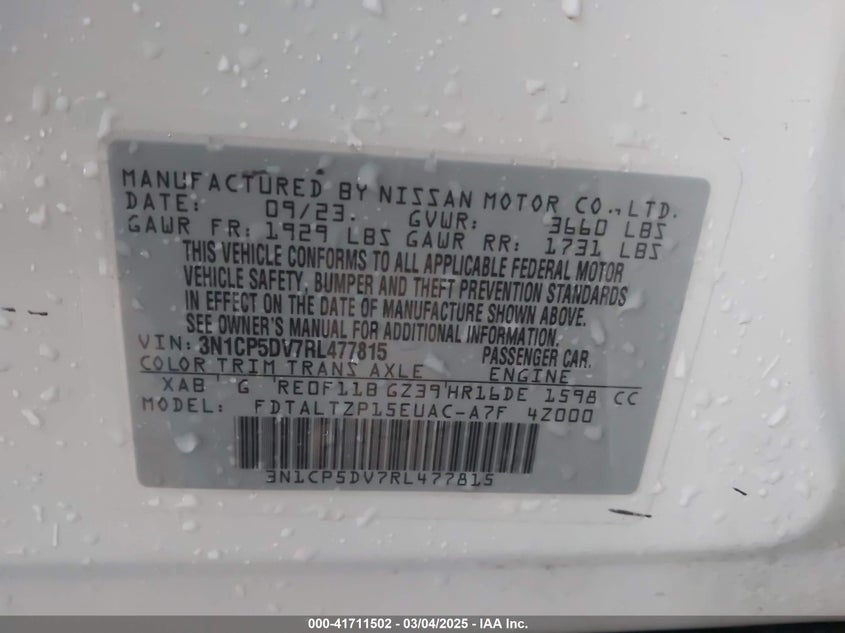 MANUFACTURED BY NISSAN MOTOR CO., LTD.
DATE: 09/23. GVWR: 3660 LBS
GAWR FR: 1929 LBS GAWR RR: 1731 LBS
THIS VEHICLE CONFORMS TO ALL APPLICABLE FEDERAL MOTOR
VEHICLE SAFETY, BUMPER AND THEFT PREVENTION STANDARDS
IN EFFECT ON THE DATE OF MANUFACTURE SHOWN ABOVE.
SEE OWNER'S MANUAL FOR ADDITIONAL INFORMATION.
VIN: 3N1CP5DV7RL477815 PASSENGER CAR.
COLOR TRIM TRANS AXLE ENGINE
XAB G RE0F11B GZ39 HR16DE 1598 CC
MODEL: FDTALTZP15EUAC-A7F 4Z000
3N1CP5DV7RL477815
000-41711502 - 03/04/2025 - IAA Inc.